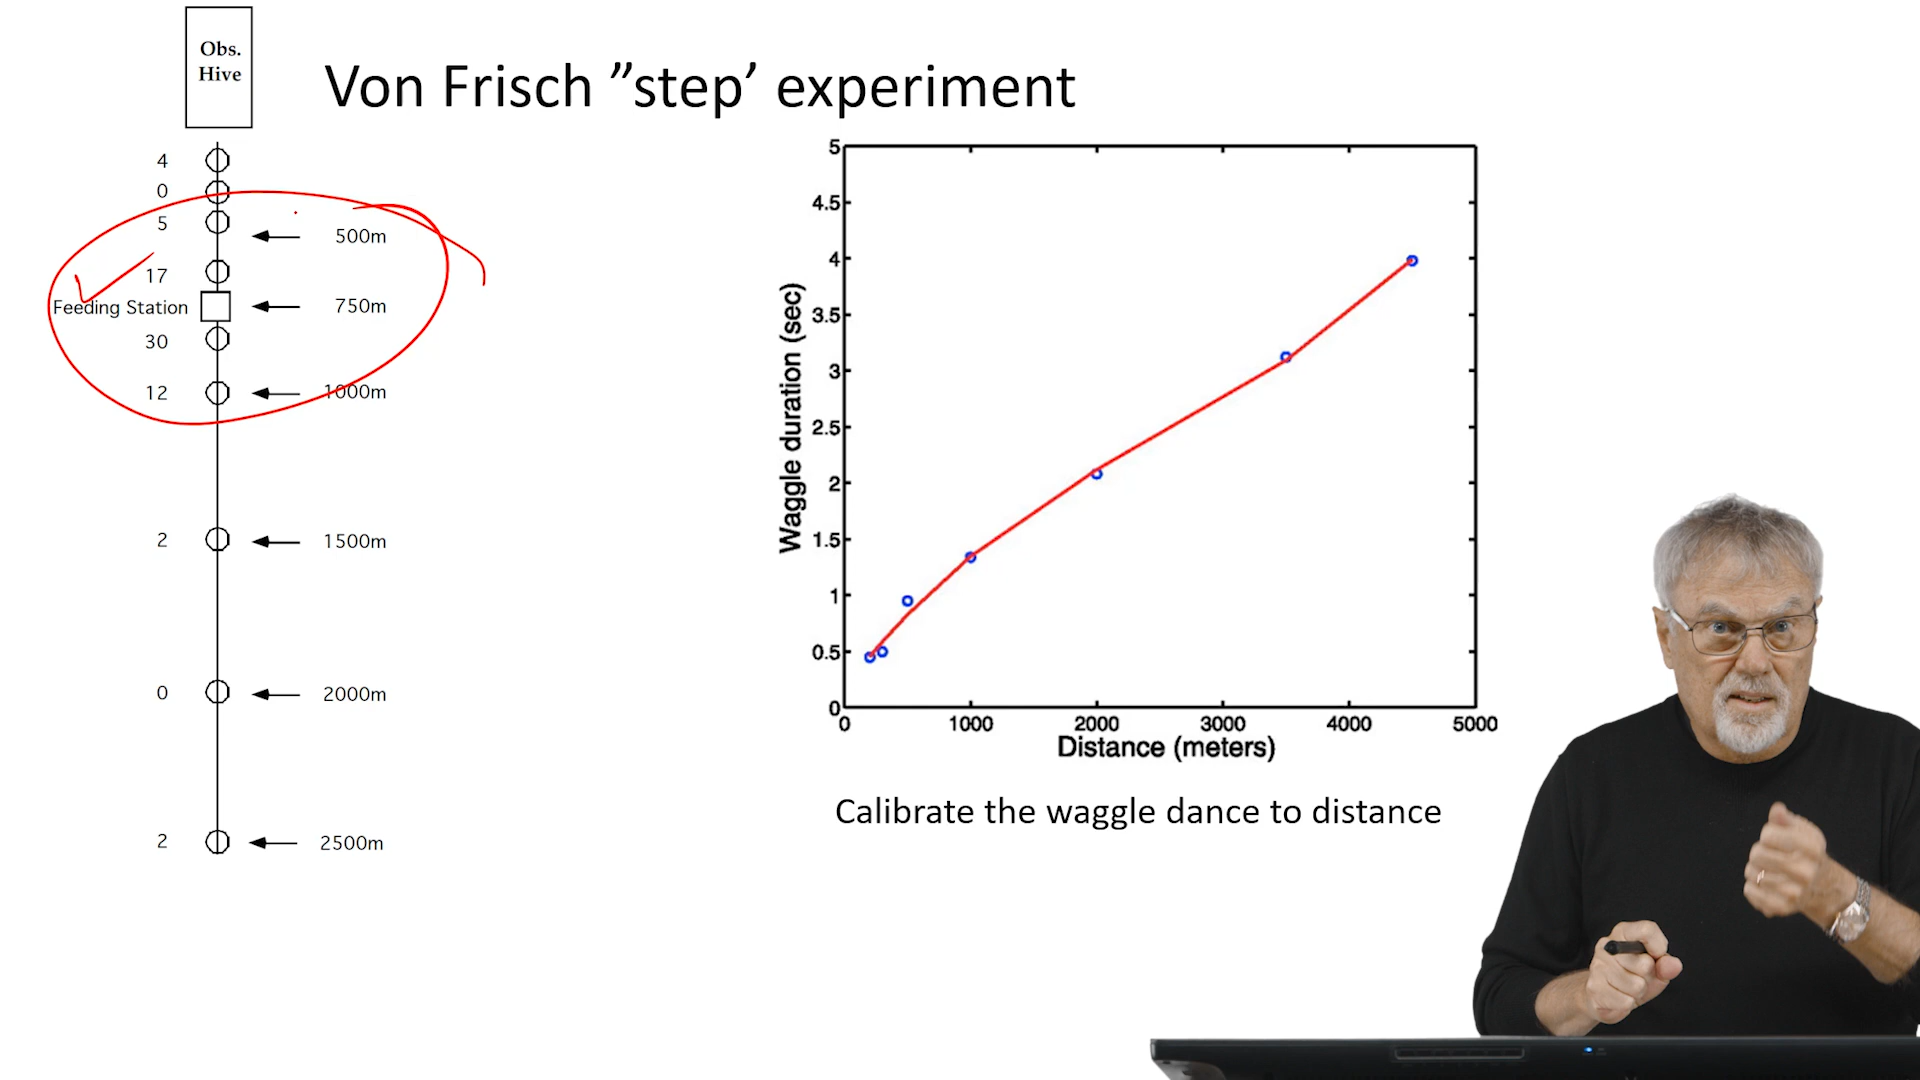 Obs.
Hive
Von Frisch ”step’ experiment
4
0
5
500m
17
Feeding Station
750m
30
12
1000m
2
1500m
0
2000m
2
2500m
5
4.5
4
3.5
3
2.5
2
1.5
1
0.5
0
Waggle duration (sec)
0 1000 2000 3000 4000 5000
Distance (meters)
Calibrate the waggle dance to distance